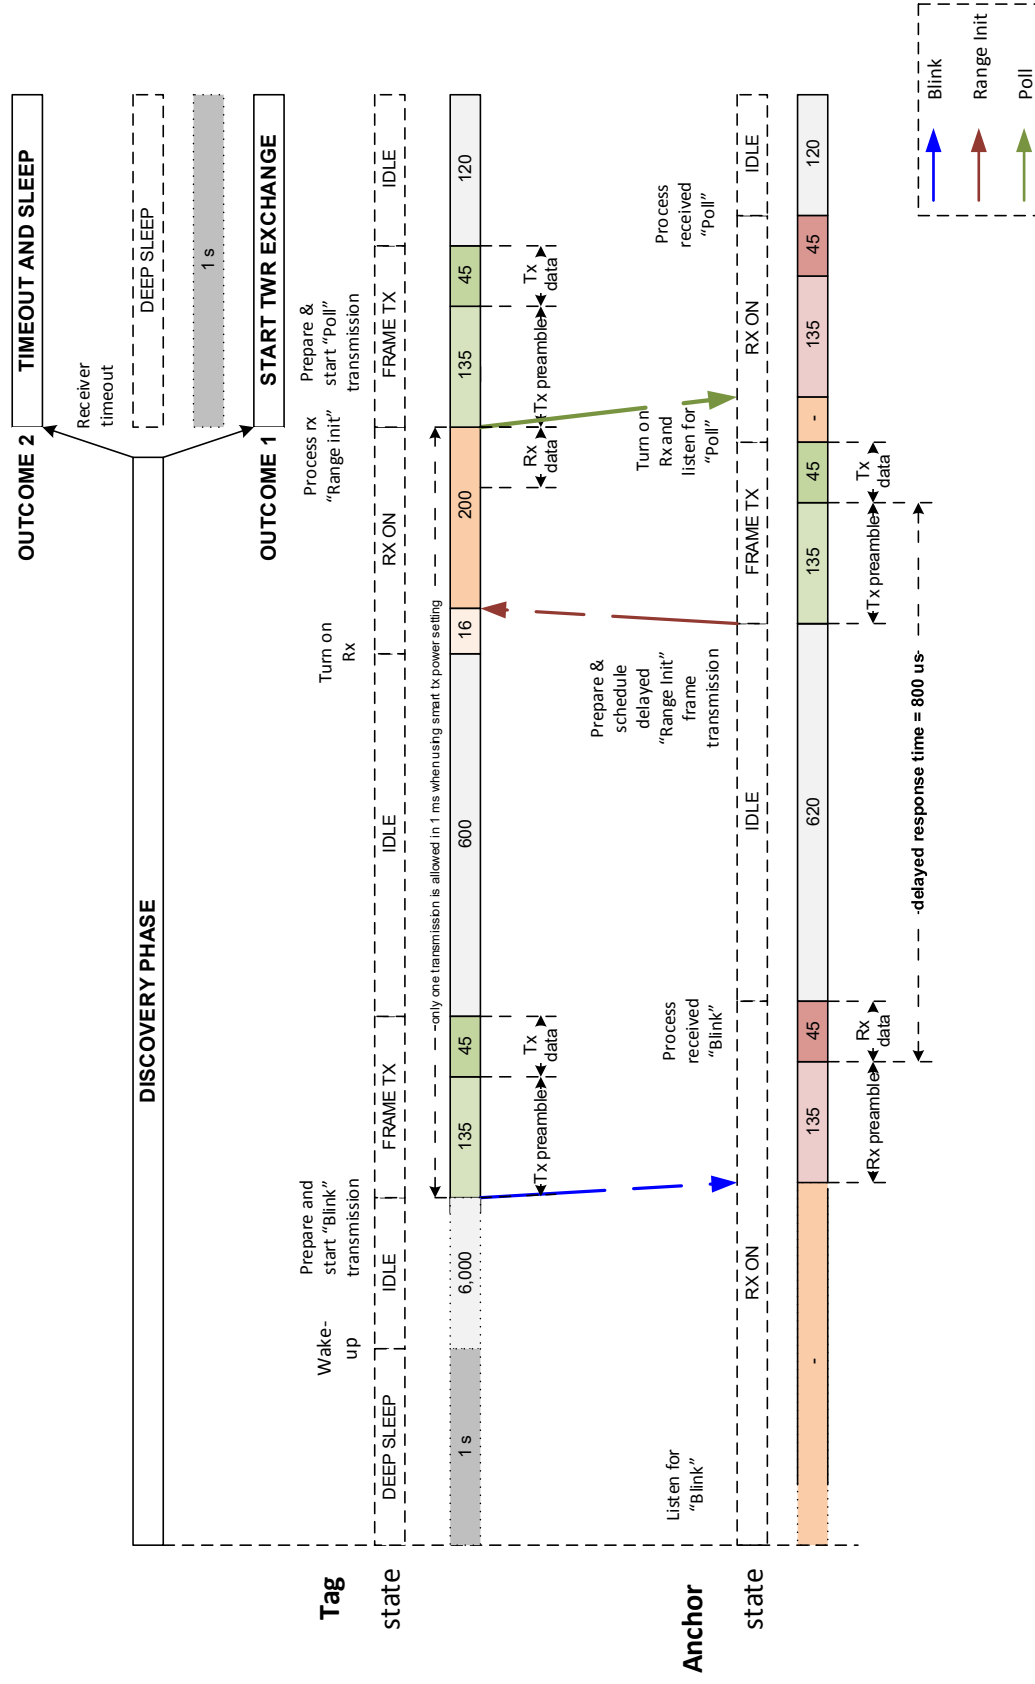 OUTCOME 2
TIMEOUT AND SLEEP
DISCOVERY PHASE
Receiver
timeout
DEEP SLEEP
1 s
OUTCOME 1
START TWR EXCHANGE
Tag
Wake-
up
Prepare and
start “Blink”
transmission
Turn on
Rx
Process rx
“Range init”
Prepare &
start “Poll”
transmission
state
DEEP SLEEP
IDLE
FRAME TX
IDLE
RX ON
FRAME TX
IDLE
only one transmission is allowed in 1 ms when using smart tx power setting
1 s
6,000
135
45
600
16
200
135
45
120
Tx preamble
Tx
data
Rx
data
Tx preamble
Tx
data
Anchor
Listen for
“Blink”
Process
received
“Blink”
Prepare &
schedule
delayed
“Range Init”
frame
transmission
Turn on
Rx and
listen for
“Poll”
Process
received
“Poll”
state
RX ON
IDLE
FRAME TX
RX ON
IDLE
-
135
45
620
135
45
-
135
45
120
Rx preamble
Rx
data
Tx preamble
Tx
data
delayed response time = 800 us
Blink
Range Init
Poll